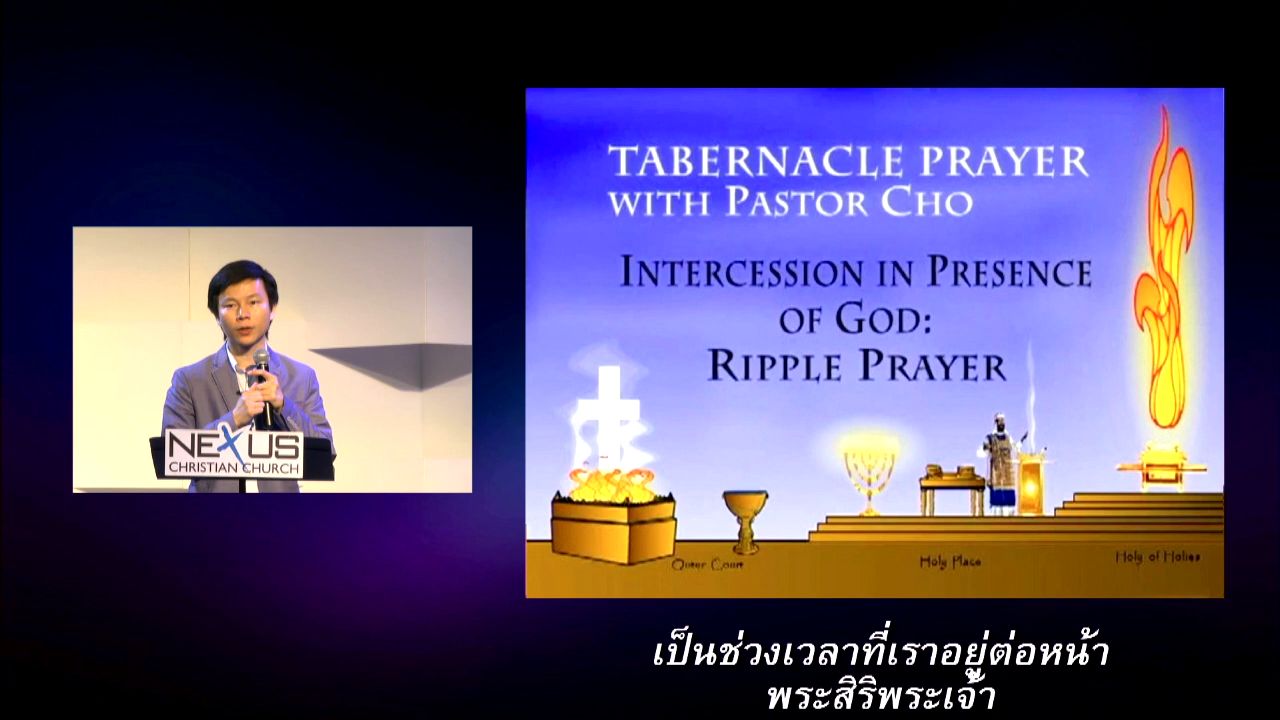 TABERNACLE PRAYER
WITH PASTOR CHO
INTERCESSION IN PRESENCE
OF GOD:
RIPPLE PRAYER
NEXUS
CHRISTIAN CHURCH
Outer Court
Holy Place
Holy of Holies
เป็นช่วงเวลาที่เราอยู่ต่อหน้า
พระสิริพระเจ้า